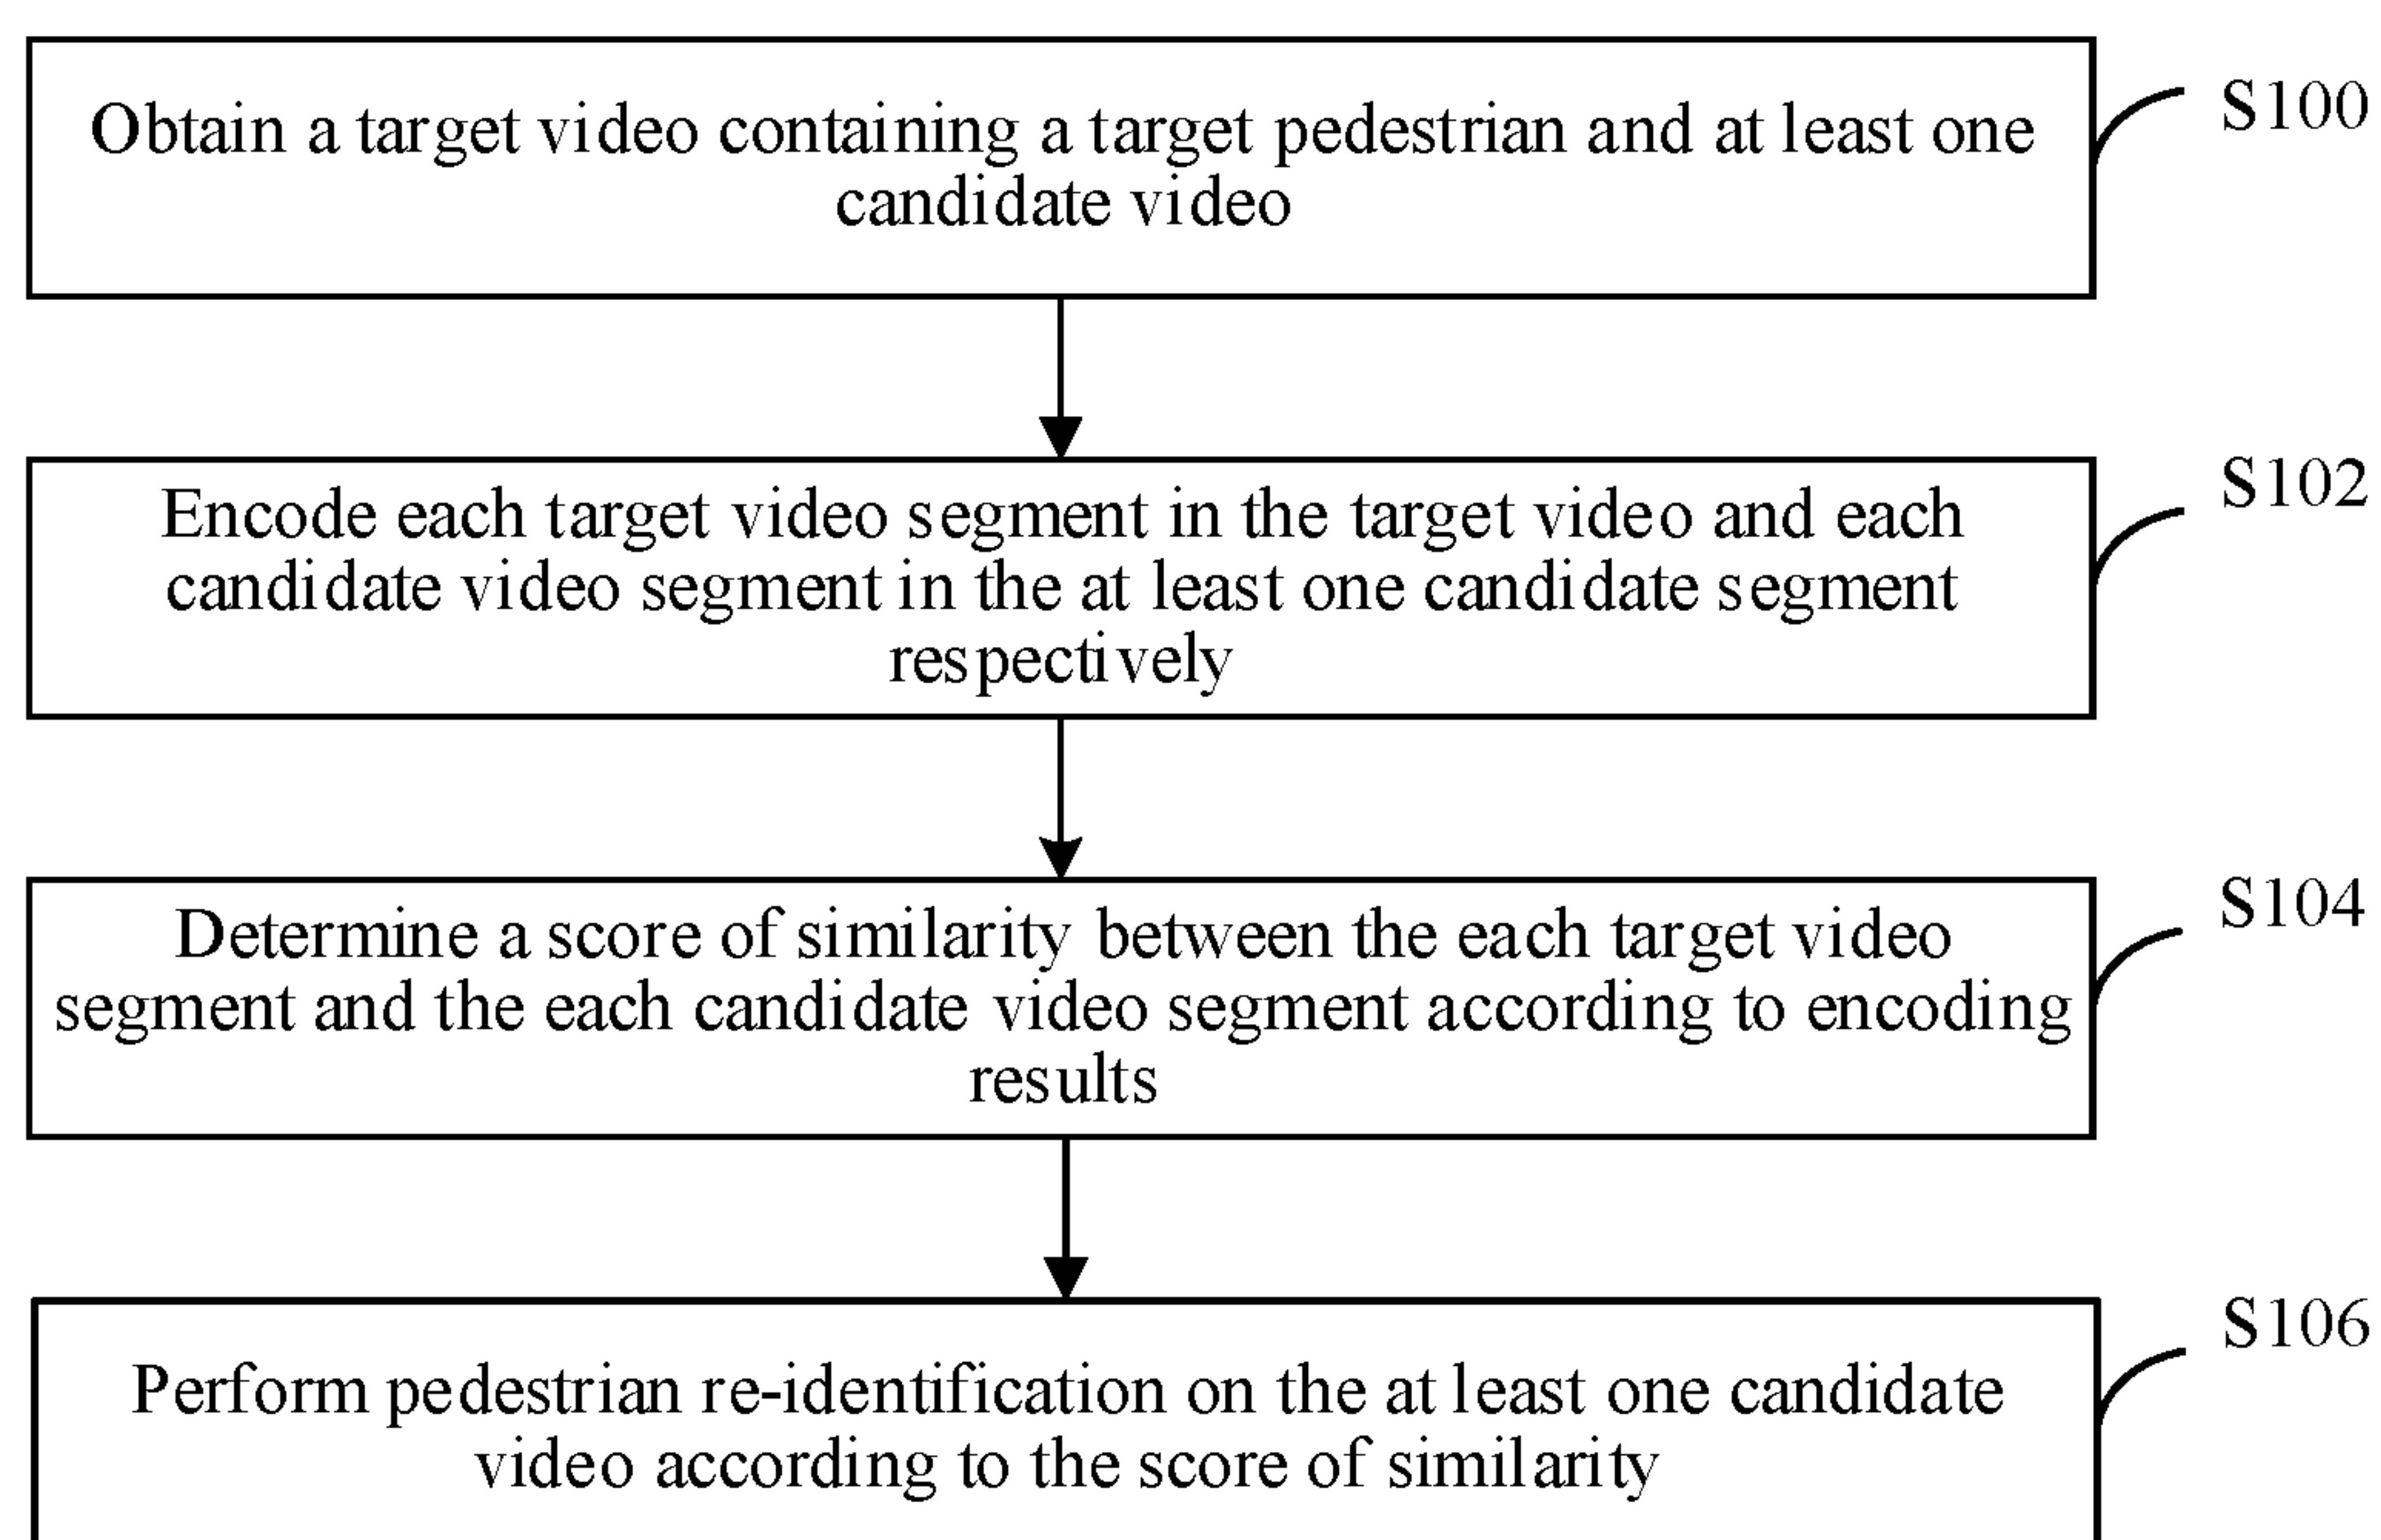 Obtain a target video containing a target pedestrian and at least one
candidate video
S100
Encode each target video segment in the target video and each
candidate video segment in the at least one candidate segment
respectively
S102
Determine a score of similarity between the each target video
segment and the each candidate video segment according to encoding
results
S104
Perform pedestrian re-identification on the at least one candidate
video according to the score of similarity
S106